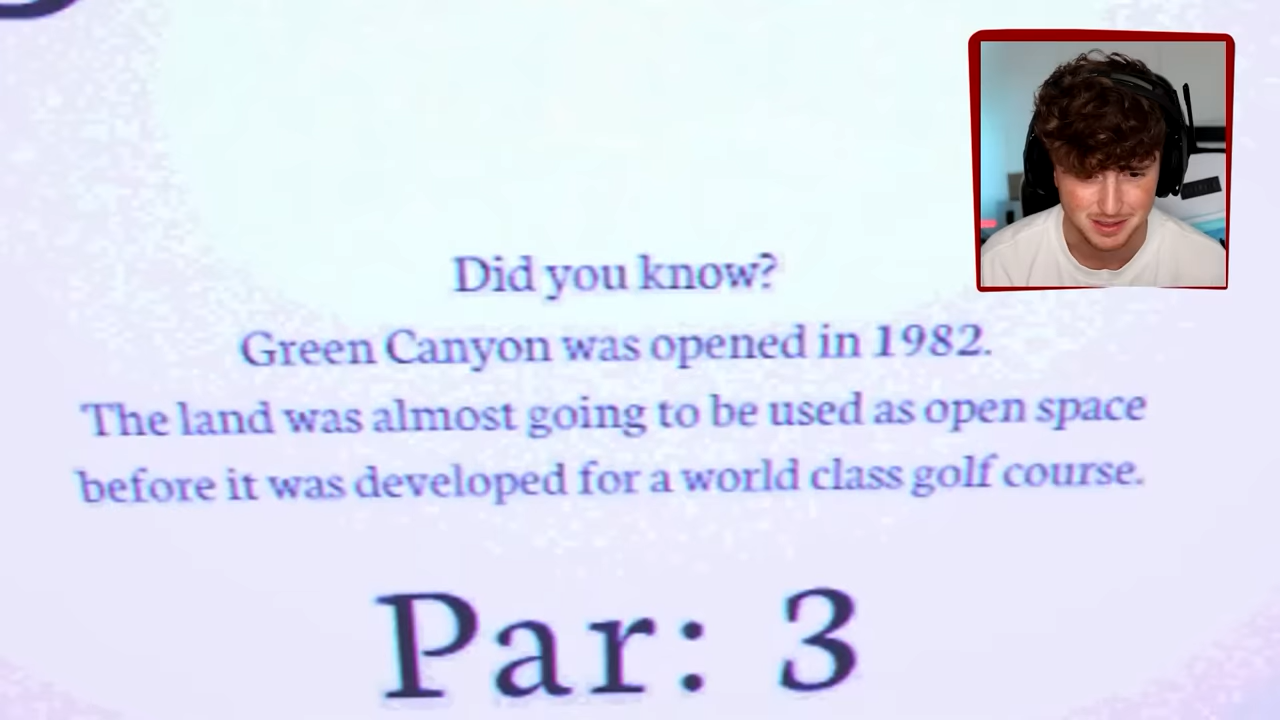 Did you know?
Green Canyon was opened in 1982.
The land was almost going to be used as open space
before it was developed for a world class golf course.
Par: 3